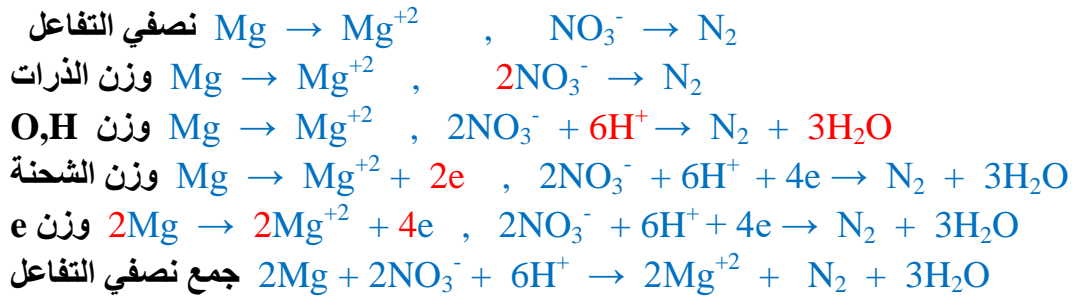 نصفي التفاعل Mg → Mg⁺² , NO₃⁻ → N₂
وزن الذرات Mg → Mg⁺² , 2NO₃⁻ → N₂
وزن O,H Mg → Mg⁺² , 2NO₃⁻ + 6H⁺ → N₂ + 3H₂O
وزن الشحنة Mg → Mg⁺² + 2e , 2NO₃⁻ + 6H⁺ + 4e → N₂ + 3H₂O
وزن e 2Mg → 2Mg⁺² + 4e , 2NO₃⁻ + 6H⁺ + 4e → N₂ + 3H₂O
جمع نصفي التفاعل 2Mg + 2NO₃⁻ + 6H⁺ → 2Mg⁺² + N₂ + 3H₂O